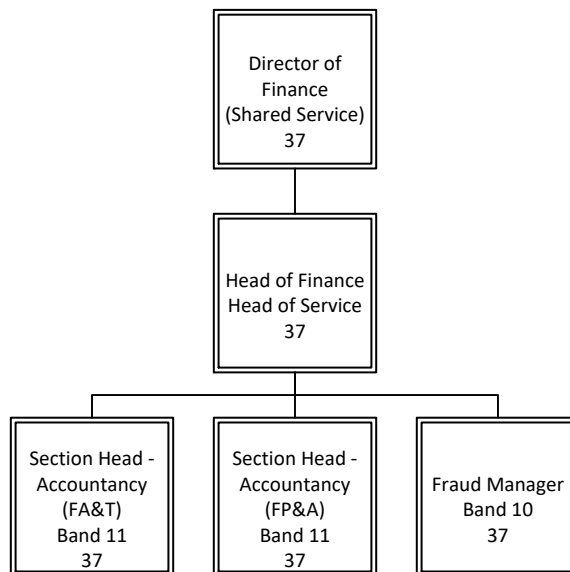 Director of
Finance
(Shared Service)
37
Head of Finance
Head of Service
37
Section Head -
Accountancy
(FA&T)
Band 11
37
Section Head -
Accountancy
(FP&A)
Band 11
37
Fraud Manager
Band 10
37